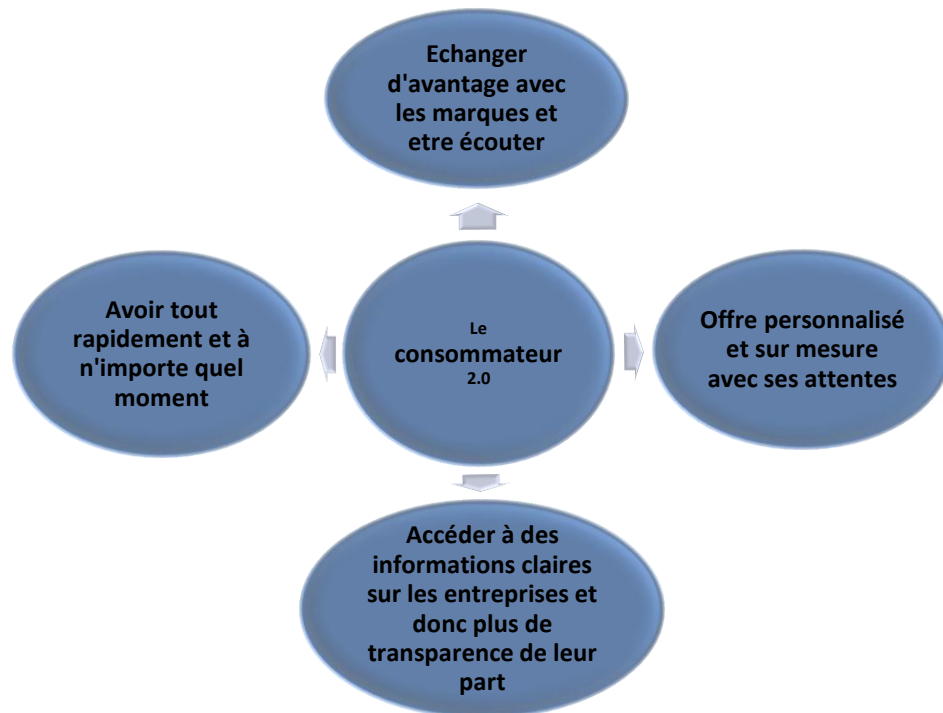 Echanger
d'avantage avec
les marques et
etre écouter
Avoir tout
rapidement et à
n'importe quel
moment
Le
consommateur
2.0
Offre personnalisé
et sur mesure
avec ses attentes
Accéder à des
informations claires
sur les entreprises et
donc plus de
transparence de leur
part